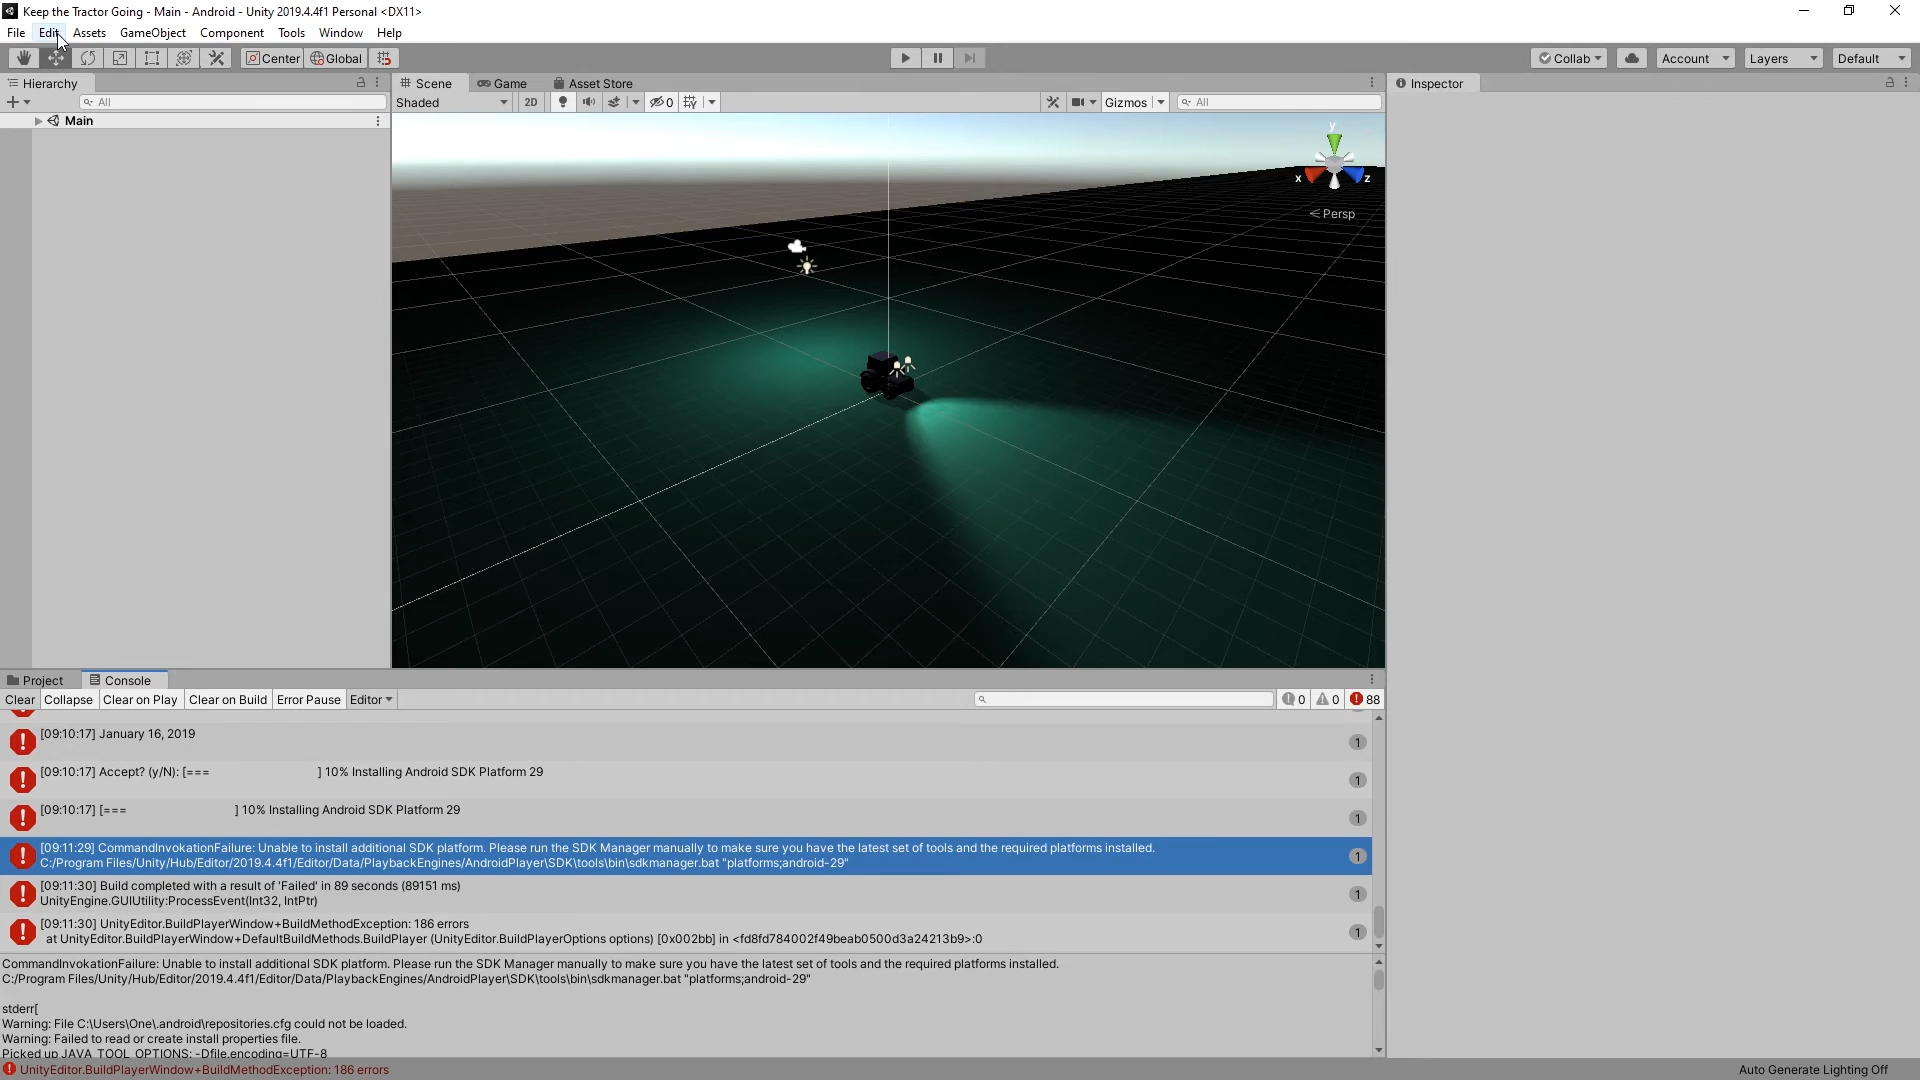 Keep the Tractor Going - Main - Android - Unity 2019.4.4f1 Personal <DX11>
File Edit Assets GameObject Component Tools Window Help
Center Global Collab Account Layers Default
Hierarchy Scene Game Asset Store Inspector
All Shaded 2D 0 Gizmos All
Main
y
x z
Persp
Project Console
Clear Collapse Clear on Play Clear on Build Error Pause Editor 0 0 88
[09:10:17] January 16, 2019 1
[09:10:17] Accept? (y/N): [=== ] 10% Installing Android SDK Platform 29 1
[09:10:17] [=== ] 10% Installing Android SDK Platform 29 1
[09:11:29] CommandInvokationFailure: Unable to install additional SDK platform. Please run the SDK Manager manually to make sure you have the latest set of tools and the required platforms installed.
C:/Program Files/Unity/Hub/Editor/2019.4.4f1/Editor/Data/PlaybackEngines/AndroidPlayer\SDK\tools\bin\sdkmanager.bat "platforms;android-29" 1
[09:11:30] Build completed with a result of 'Failed' in 89 seconds (89151 ms)
UnityEngine.GUIUtility:ProcessEvent(Int32, IntPtr) 1
[09:11:30] UnityEditor.BuildPlayerWindow+BuildMethodException: 186 errors
at UnityEditor.BuildPlayerWindow+DefaultBuildMethods.BuildPlayer (UnityEditor.BuildPlayerOptions options) [0x002bb] in <fd8fd784002f49beab0500d3a24213b9>:0 1
CommandInvokationFailure: Unable to install additional SDK platform. Please run the SDK Manager manually to make sure you have the latest set of tools and the required platforms installed.
C:/Program Files/Unity/Hub/Editor/2019.4.4f1/Editor/Data/PlaybackEngines/AndroidPlayer\SDK\tools\bin\sdkmanager.bat "platforms;android-29"
stderr[
Warning: File C:\Users\One\.android\repositories.cfg could not be loaded.
Warning: Failed to read or create install properties file.
Picked up JAVA_TOOL_OPTIONS: -Dfile.encoding=UTF-8
UnityEditor.BuildPlayerWindow+BuildMethodException: 186 errors Auto Generate Lighting Off